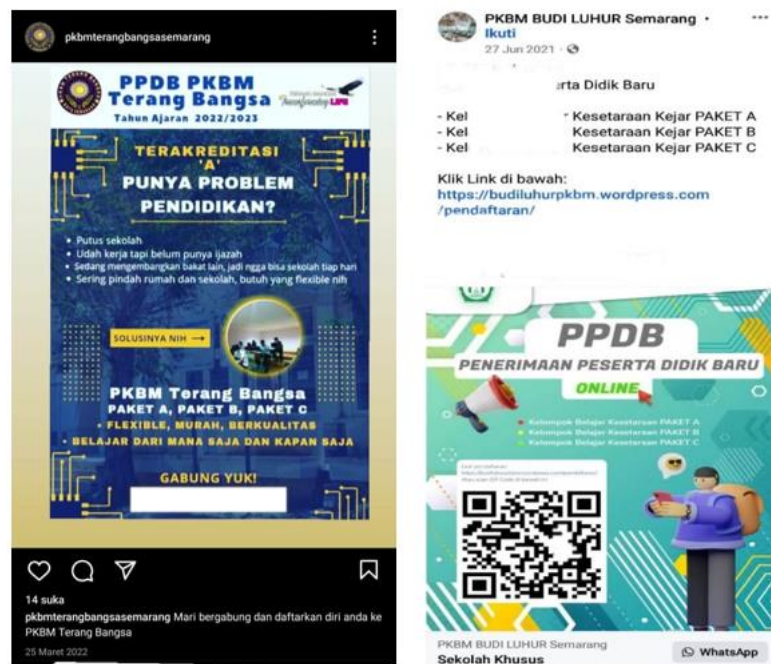 pkbmterangbangsasemarang
PPDB PKBM
Terang Bangsa
Tahun Ajaran 2022/2023
TERAKREDITASI
'A'
PUNYA PROBLEM
PENDIDIKAN?
• Putus sekolah
• Udah kerja tapi belum punya ijazah
• Sedang mengembangkan bakat lain, jadi ngga bisa sekolah tiap hari
• Sering pindah rumah dan sekolah, butuh yang flexible nih
SOLUSINYA NIH →
PKBM Terang Bangsa
PAKET A, PAKET B, PAKET C
• FLEXIBLE, MURAH, BERKUALITAS
• BELAJAR DARI MANA SAJA DAN KAPAN SAJA
GABUNG YUK!
14 suka
pkbmterangbangsasemarang Mari bergabung dan daftarkan diri anda ke
PKBM Terang Bangsa
25 Maret 2022
PKBM BUDI LUHUR Semarang ·
Ikuti
27 Jun 2021 ·
rta Didik Baru
- Kel Kesetaraan Kejar PAKET A
- Kel Kesetaraan Kejar PAKET B
- Kel Kesetaraan Kejar PAKET C
Klik Link di bawah:
https://budiluhurpkbm.wordpress.com
/pendaftaran/
PPDB
PENERIMAAN PESERTA DIDIK BARU
ONLINE
• Kelompok Belajar Kesetaraan PAKET A
• Kelompok Belajar Kesetaraan PAKET B
• Kelompok Belajar Kesetaraan PAKET C
PKBM BUDI LUHUR Semarang
Sekolah Khusus
WhatsApp